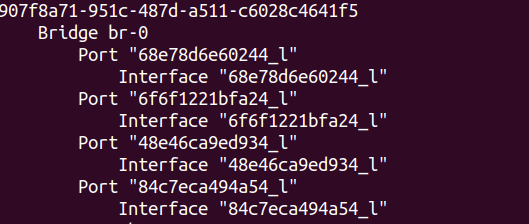 907f8a71-951c-487d-a511-c6028c4641f5
Bridge br-0
Port "68e78d6e60244_l"
Interface "68e78d6e60244_l"
Port "6f6f1221bfa24_l"
Interface "6f6f1221bfa24_l"
Port "48e46ca9ed934_l"
Interface "48e46ca9ed934_l"
Port "84c7eca494a54_l"
Interface "84c7eca494a54_l"